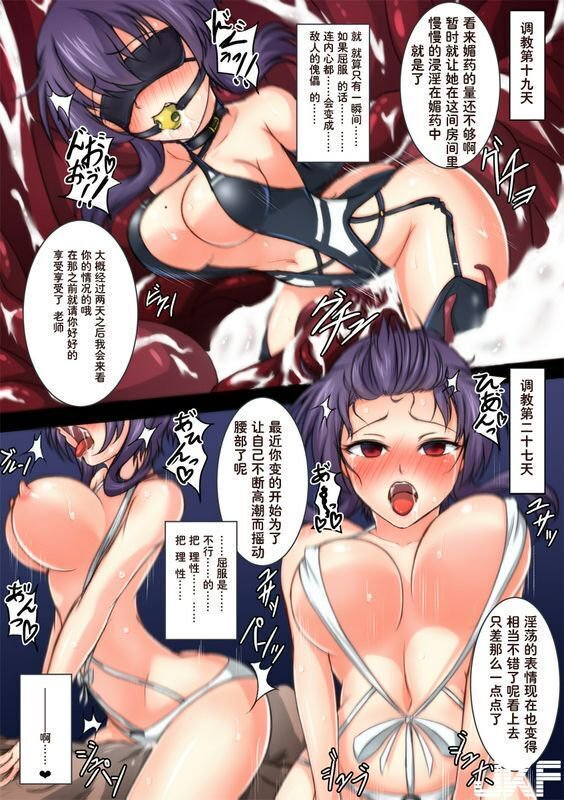 调教第十九天
看来媚药的量还不够啊
暂时就让她在这间房间里
慢慢的浸淫在媚药中
就是了
就 就算只有一瞬间……
如果屈服 的话 ……
连内心都……会变成
敌人的傀儡 的……
大概经过两天之后我会来看
你的情况的哦
在那之前就请你好好的
享受享受了 老师
调教第二十七天
最近你变的开始为了
让自己不断高潮而摇动
腰部了呢
……屈服是
不行……的……
把 理性……
把理性……
淫荡的表情现在也变得
相当不错了呢看上去
只差那么一点点了
————啊……❤